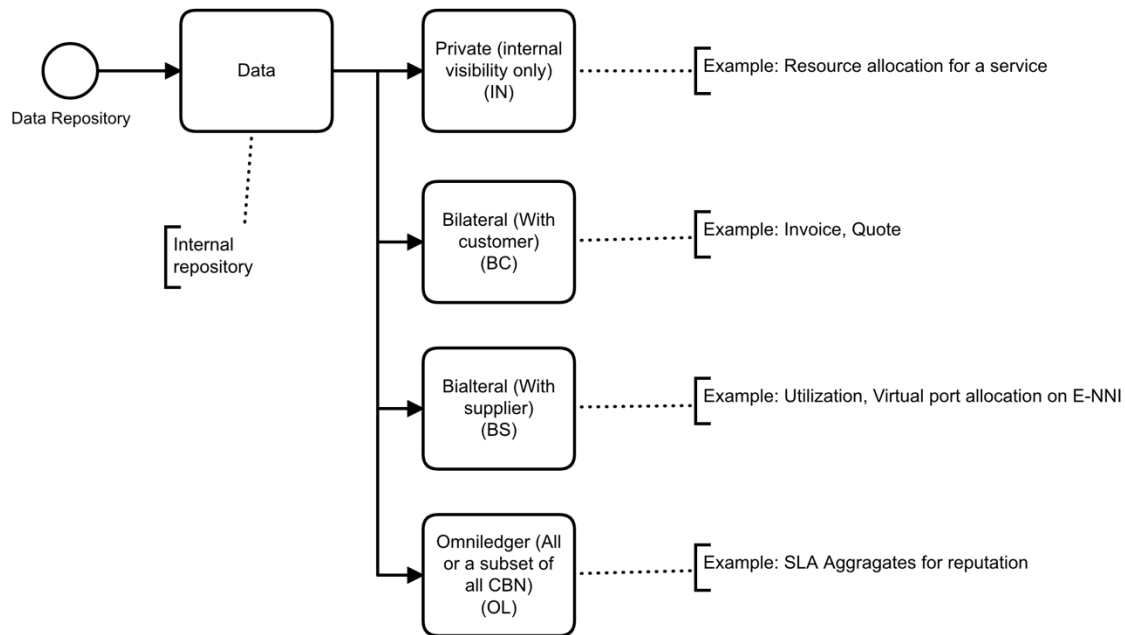 Data Repository
Data
Internal
repository
Private (internal
visibility only)
(IN)
Example: Resource allocation for a service
Bilateral (With
customer)
(BC)
Example: Invoice, Quote
Bialteral (With
supplier)
(BS)
Example: Utilization, Virtual port allocation on E-NNI
Omniledger (All
or a subset of
all CBN)
(OL)
Example: SLA Aggragates for reputation